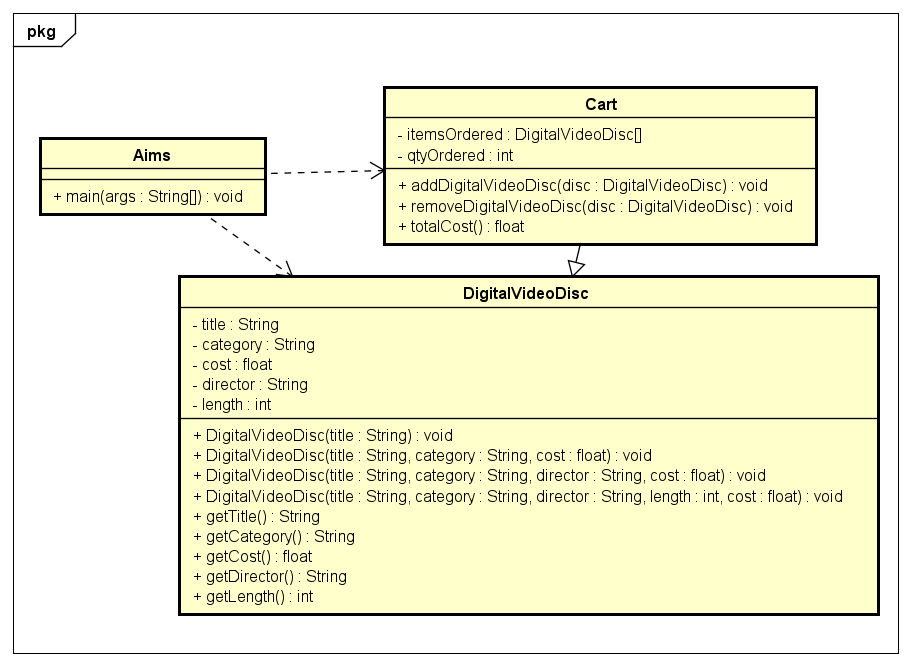 pkg
Cart
- itemsOrdered : DigitalVideoDisc[]
- qtyOrdered : int
+ addDigitalVideoDisc(disc : DigitalVideoDisc) : void
+ removeDigitalVideoDisc(disc : DigitalVideoDisc) : void
+ totalCost() : float
Aims
+ main(args : String[]) : void
DigitalVideoDisc
- title : String
- category : String
- cost : float
- director : String
- length : int
+ DigitalVideoDisc(title : String) : void
+ DigitalVideoDisc(title : String, category : String, cost : float) : void
+ DigitalVideoDisc(title : String, category : String, director : String, cost : float) : void
+ DigitalVideoDisc(title : String, category : String, director : String, length : int, cost : float) : void
+ getTitle() : String
+ getCategory() : String
+ getCost() : float
+ getDirector() : String
+ getLength() : int